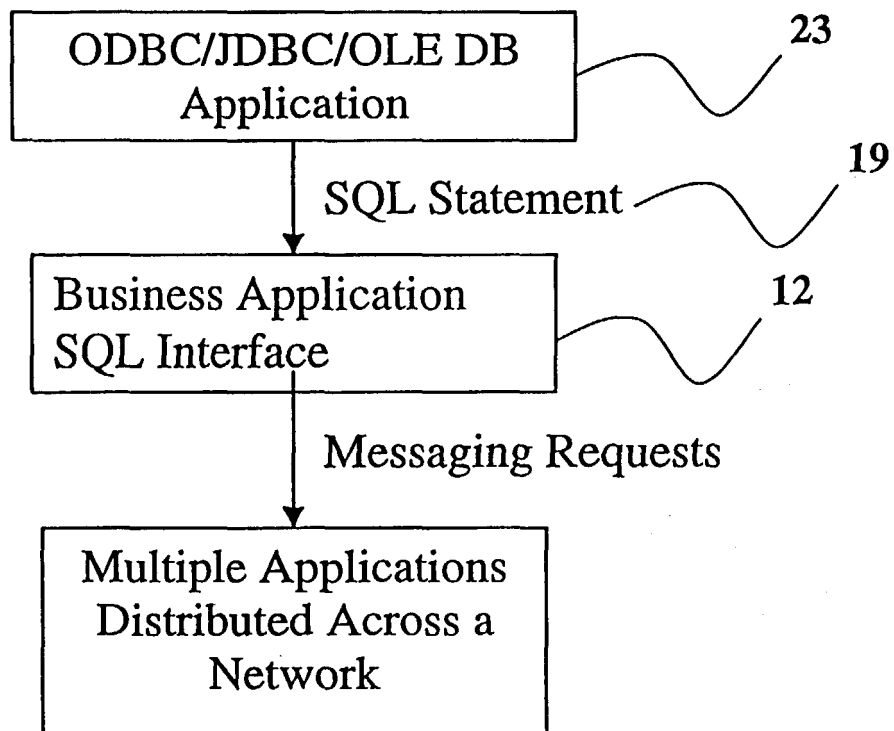 ODBC/JDBC/OLE DB
Application
23
SQL Statement
19
Business Application
SQL Interface
12
Messaging Requests
Multiple Applications
Distributed Across a
Network